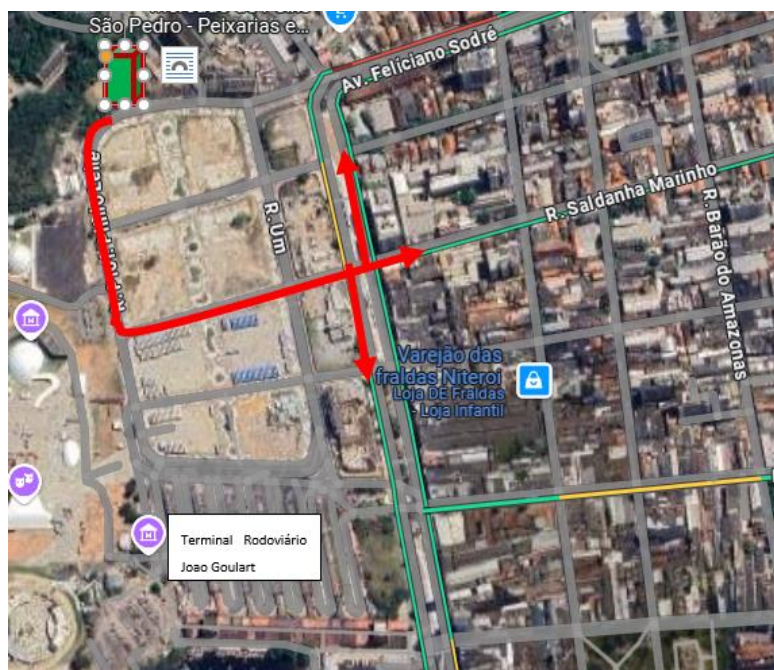 São Pedro - Peixarias e...
Av. Feliciano Sodré
R. Um
R. Saldanha Marinho
R. Barão do Amazonas
Varejão das
fraldas Niteroi
Loja DE Fraldas
- Loja Infantil
Terminal Rodoviário
Joao Goulart